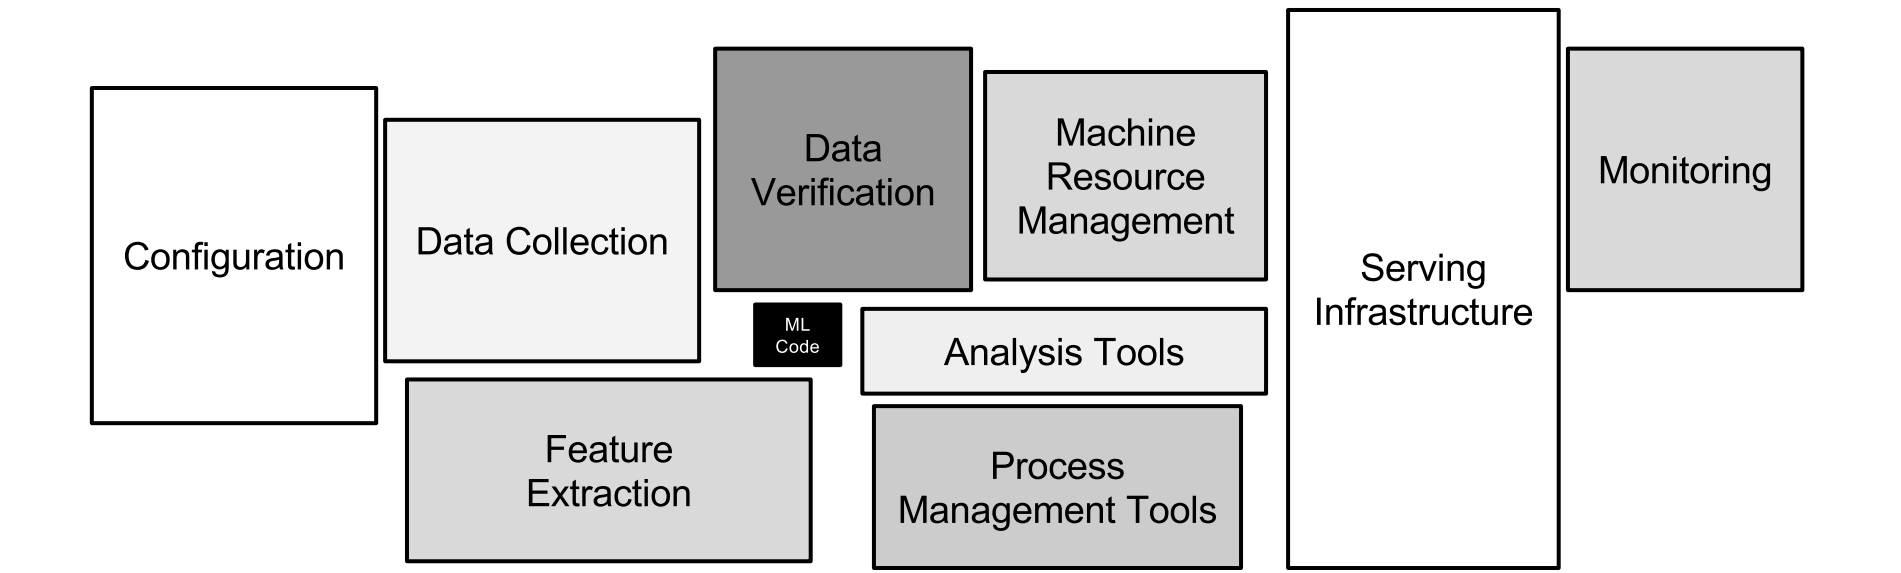 Configuration
Data Collection
Feature
Extraction
Data
Verification
ML
Code
Machine
Resource
Management
Analysis Tools
Process
Management Tools
Serving
Infrastructure
Monitoring